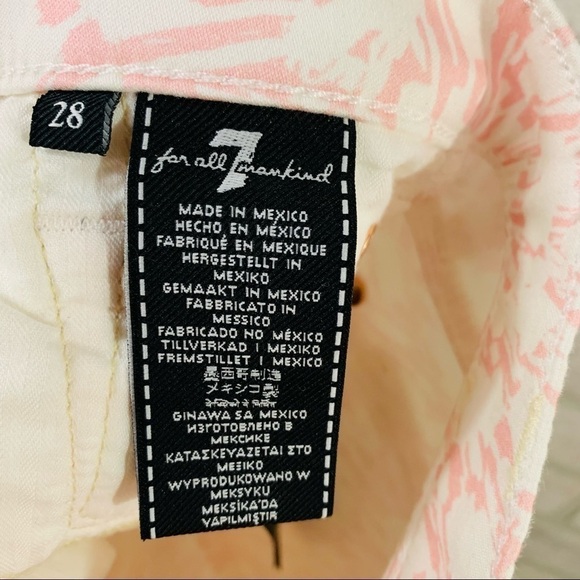 28
7
for all mankind
MADE IN MEXICO
HECHO EN MÉXICO
FABRIQUÉ EN MEXIQUE
HERGESTELLT IN
MEXIKO
GEMAAKT IN MEXICO
FABBRICATO IN
MESSICO
FABRICADO NO MÉXICO
TILLVERKAD I MEXIKO
FREMSTILLET I MEXICO
墨西哥制造
メキシコ製
GINAWA SA MEXICO
ИЗГОТОВЛЕНО В
МЕКСИКЕ
ΚΑΤΑΣΚΕΥΑΖΕΤΑΙ ΣΤΟ
ΜΕΞΙΚΟ
WYPRODUKOWANO W
MEKSYKU
MEKSİKA'DA
YAPILMIŞTIR